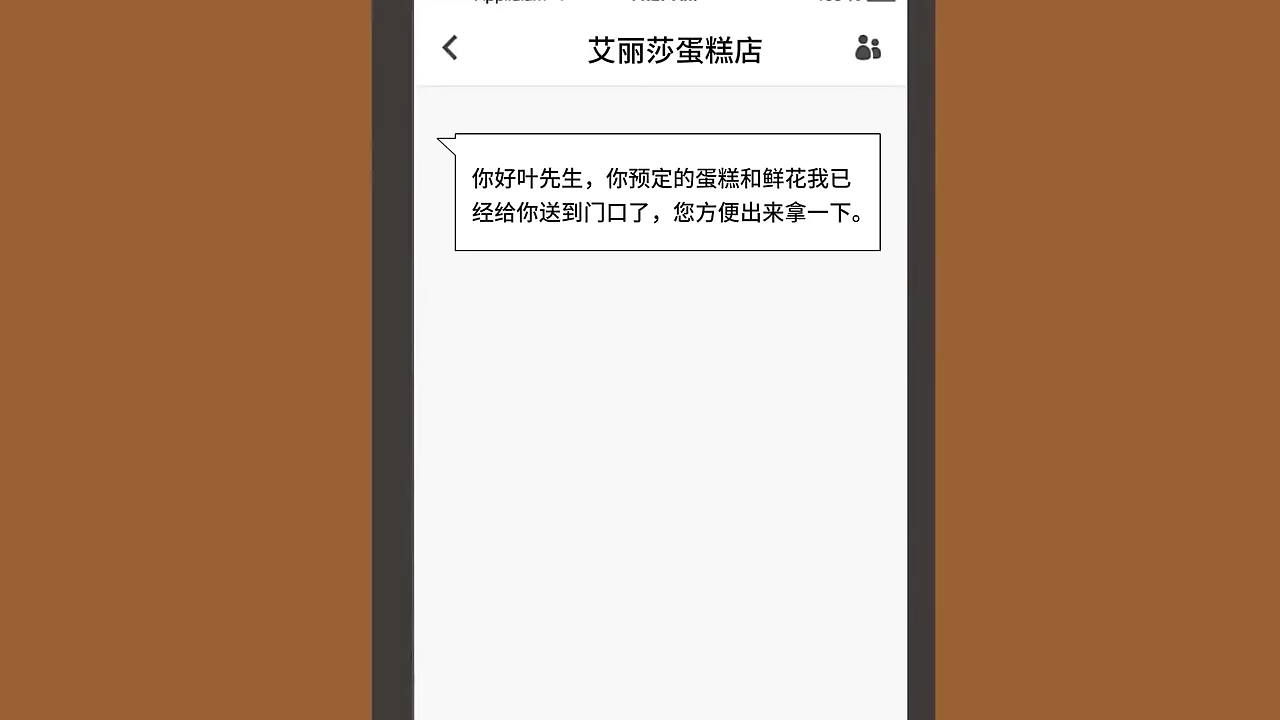 艾丽莎蛋糕店
你好叶先生，你预定的蛋糕和鲜花我已
经给你送到门口了，您方便出来拿一下。